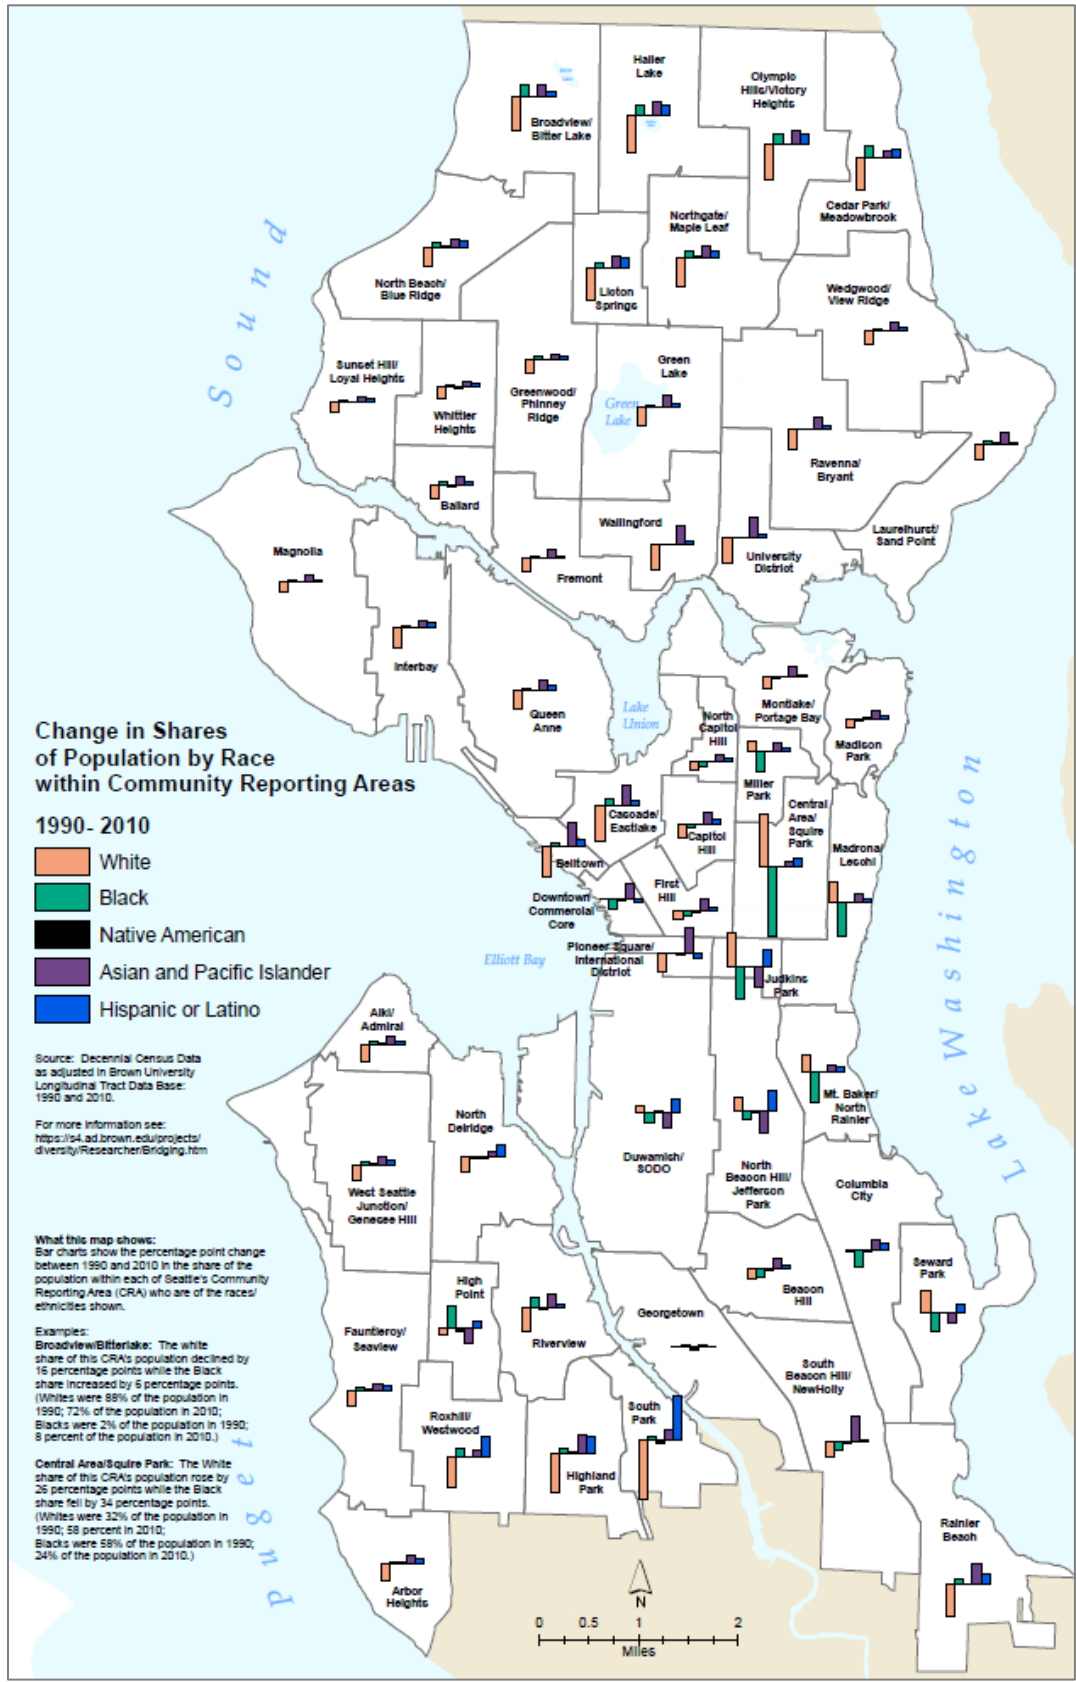 Haller
Lake
Olympic
Hills/Victory
Heights
Broadview/
Bitter Lake
Cedar Park/
Meadowbrook
Northgate/
Maple Leaf
North Beach/
Blue Ridge
Licton
Springs
Wedgwood/
View Ridge
Sound
Sunset Hill/
Loyal Heights
Whittier
Heights
Greenwood/
Phinney
Ridge
Green
Lake
Green
Lake
Ravenna/
Bryant
Ballard
Laurelhurst/
Sand Point
Magnolia
Wallingford
University
District
Fremont
Interbay
Queen
Anne
Lake
Union
North
Capitol
Hill
Montlake/
Portage Bay
Madison
Park
Miller
Park
Change in Shares
of Population by Race
within Community Reporting Areas
1990- 2010
White
Black
Native American
Asian and Pacific Islander
Hispanic or Latino
Cascade/
Eastlake
Capitol
Hill
Central
Area/
Squire
Park
Madrona/
Leschi
Belltown
First
Hill
Downtown
Commercial
Core
Pioneer Square/
International
District
Judkins
Park
Elliott Bay
Lake Washington
Source: Decennial Census Data
as adjusted in Brown University
Longitudinal Tract Data Base:
1990 and 2010.
For more information see:
https://s4.ad.brown.edu/projects/
diversity/Researcher/Bridging.htm
Alki/
Admiral
North
Delridge
West Seattle
Junction/
Genesee Hill
Duwamish/
SODO
North
Beacon Hill/
Jefferson
Park
Mt. Baker/
North
Rainier
Columbia
City
Seward
Park
Beacon
Hill
Georgetown
High
Point
Riverview
Fauntleroy/
Seaview
South
Beacon Hill/
NewHolly
Roxhill/
Westwood
South
Park
Highland
Park
Rainier
Beach
Arbor
Heights
What this map shows:
Bar charts show the percentage point change
between 1990 and 2010 in the share of the
population within each of Seattle's Community
Reporting Area (CRA) who are of the races/
ethnicities shown.
Examples:
Broadview/Bitterlake: The white
share of this CRA's population declined by
16 percentage points while the Black
share increased by 6 percentage points.
(Whites were 88% of the population in
1990; 72% of the population in 2010;
Blacks were 2% of the population in 1990;
8 percent of the population in 2010.)
Central Area/Squire Park: The White
share of this CRA's population rose by
26 percentage points while the Black
share fell by 34 percentage points.
(Whites were 32% of the population in
1990; 58 percent in 2010;
Blacks were 58% of the population in 1990;
24% of the population in 2010.)
Puget
N
0 0.5 1 2
Miles